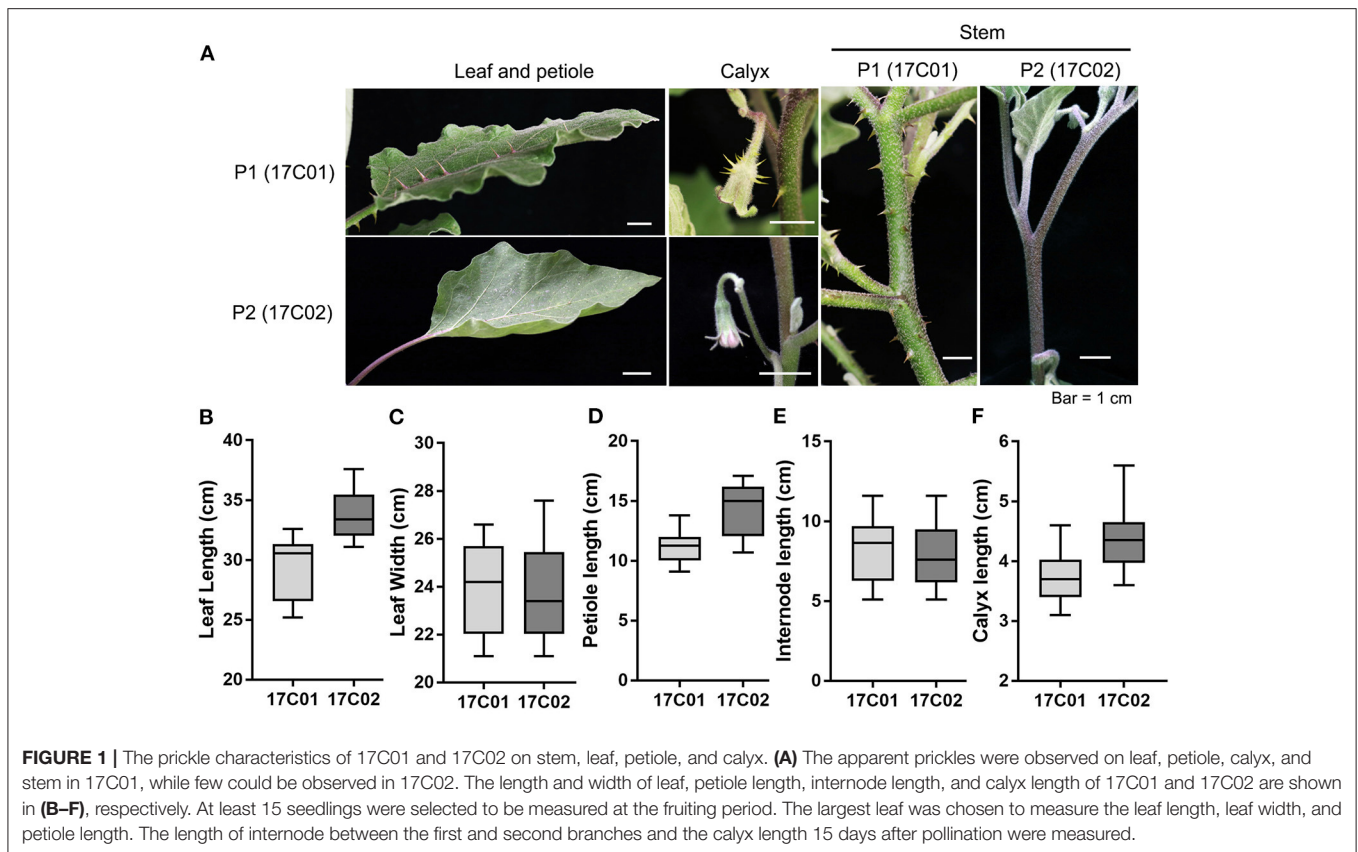 A
Stem
Leaf and petiole
Calyx
P1 (17C01)
P2 (17C02)
P1 (17C01)
P2 (17C02)
Bar = 1 cm
B
Leaf Length (cm)
40
35
30
25
20
17C01 17C02
C
Leaf Width (cm)
30
28
26
24
22
20
17C01 17C02
D
Petiole length (cm)
20
15
10
5
0
17C01 17C02
E
Internode length (cm)
15
10
5
0
17C01 17C02
F
Calyx length (cm)
6
5
4
3
2
17C01 17C02
FIGURE 1 | The prickle characteristics of 17C01 and 17C02 on stem, leaf, petiole, and calyx. (A) The apparent prickles were observed on leaf, petiole, calyx, and
stem in 17C01, while few could be observed in 17C02. The length and width of leaf, petiole length, internode length, and calyx length of 17C01 and 17C02 are shown
in (B–F), respectively. At least 15 seedlings were selected to be measured at the fruiting period. The largest leaf was chosen to measure the leaf length, leaf width, and
petiole length. The length of internode between the first and second branches and the calyx length 15 days after pollination were measured.